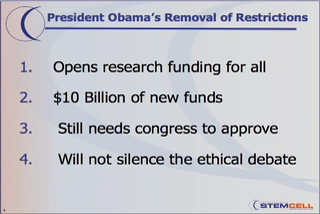 President Obama's Removal of Restrictions
1. Opens research funding for all
2. $10 Billion of new funds
3. Still needs congress to approve
4. Will not silence the ethical debate
STEMCELL